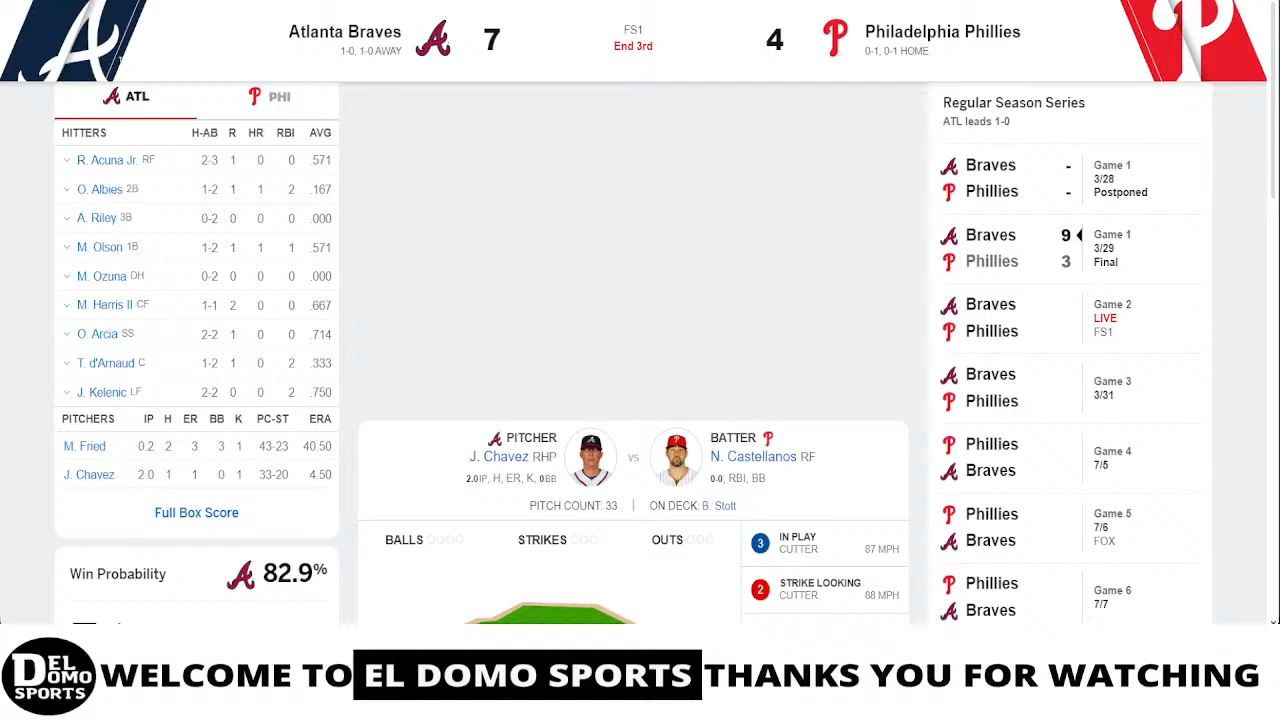 Atlanta Braves
1-0, 1-0 AWAY
7
FS1
End 3rd
4
Philadelphia Phillies
0-1, 0-1 HOME
ATL PHI
HITTERS H-AB R HR RBI AVG
R. Acuna Jr. RF 2-3 1 0 0 .571
O. Albies 2B 1-2 1 1 2 .167
A. Riley 3B 0-2 0 0 0 .000
M. Olson 1B 1-2 1 1 1 .571
M. Ozuna DH 0-2 0 0 0 .000
M. Harris II CF 1-1 2 0 0 .667
O. Arcia SS 2-2 1 0 0 .714
T. d'Arnaud C 1-2 1 0 2 .333
J. Kelenic LF 2-2 0 0 2 .750
PITCHERS IP H ER BB K PC-ST ERA
M. Fried 0.2 2 3 3 1 43-23 40.50
J. Chavez 2.0 1 1 0 1 33-20 4.50
Full Box Score
Win Probability 82.9%
PITCHER
J. Chavez RHP
2.0IP, H, ER, K, 0BB
VS
BATTER
N. Castellanos RF
0-0, RBI, BB
PITCH COUNT: 33 ON DECK: B. Stott
BALLS STRIKES OUTS
3 IN PLAY
CUTTER 87 MPH
2 STRIKE LOOKING
CUTTER 88 MPH
Regular Season Series
ATL leads 1-0
Braves - Game 1
3/28
Phillies - Postponed
Braves 9 Game 1
3/29
Phillies 3 Final
Braves Game 2
LIVE
Phillies FS1
Braves Game 3
Phillies 3/31
Phillies Game 4
Braves 7/5
Phillies Game 5
7/6
Braves FOX
Phillies Game 6
Braves 7/7
DEL DOMO SPORTS
WELCOME TO EL DOMO SPORTS THANKS YOU FOR WATCHING